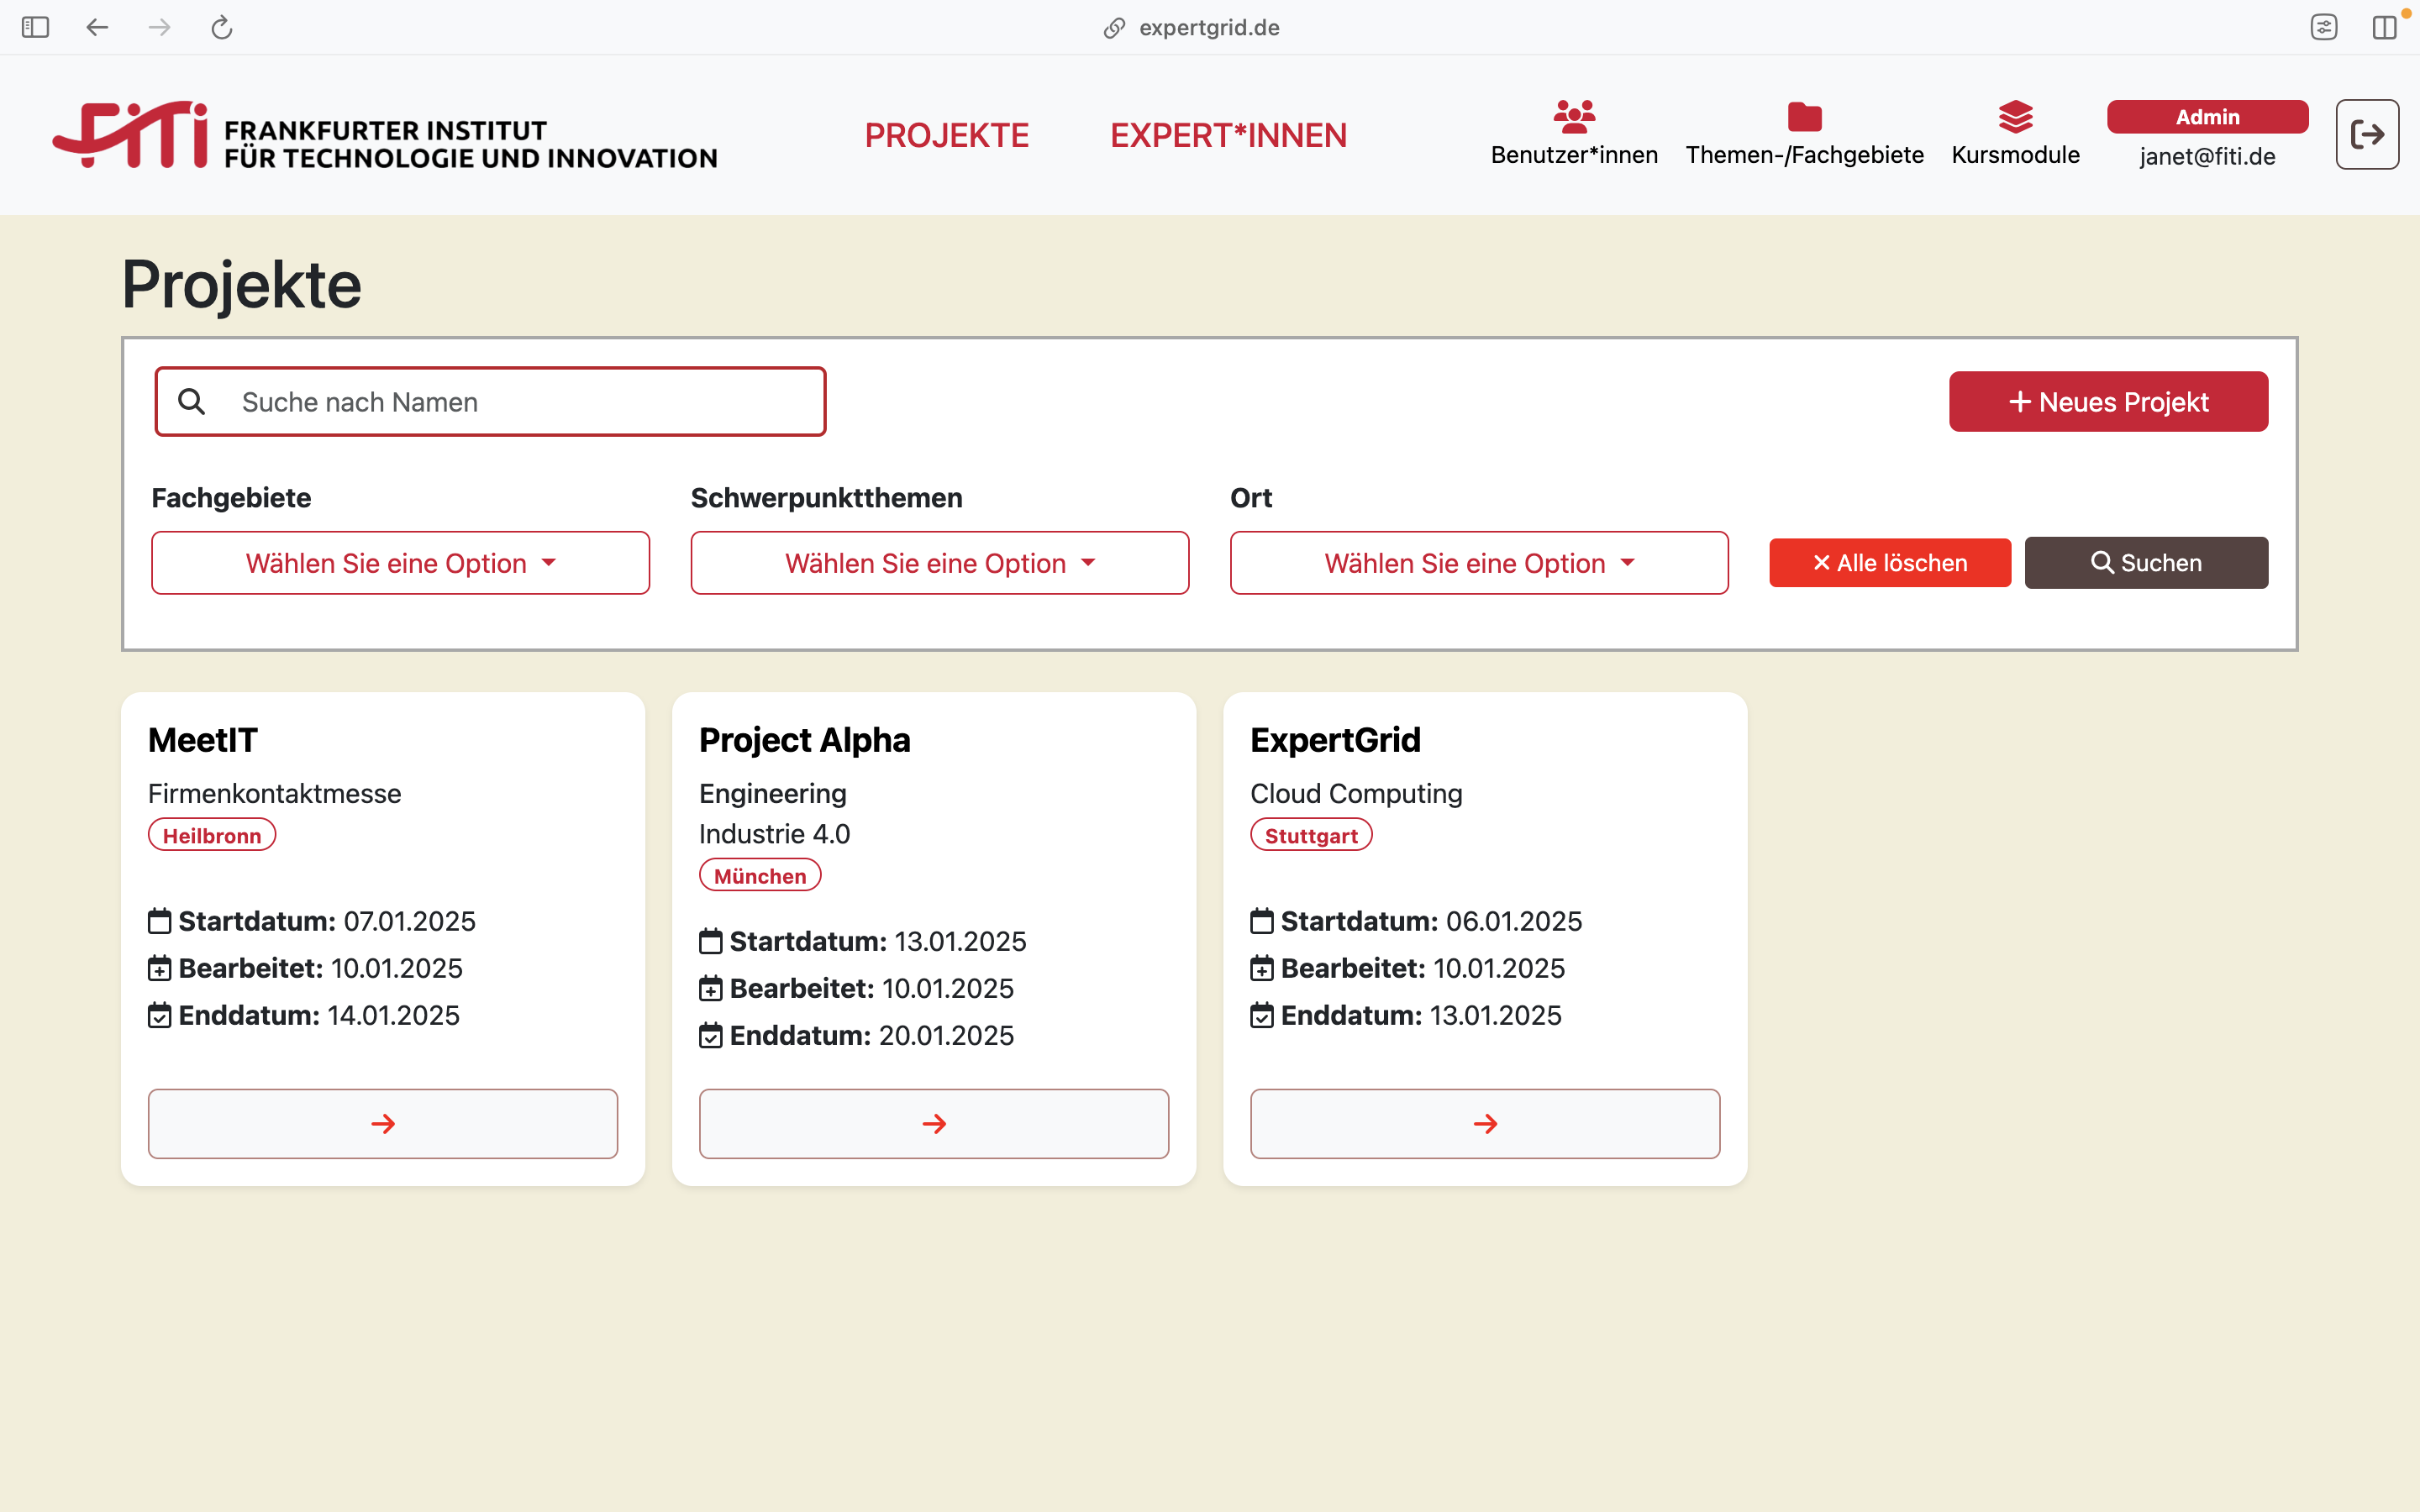 expertgrid.de
FiTi
FRANKFURTER INSTITUT
FÜR TECHNOLOGIE UND INNOVATION
PROJEKTE
EXPERT*INNEN
Benutzer*innen
Themen-/Fachgebiete
Kursmodule
Admin
janet@fiti.de
Projekte
Suche nach Namen
Neues Projekt
Fachgebiete
Schwerpunktthemen
Ort
Wählen Sie eine Option
Wählen Sie eine Option
Wählen Sie eine Option
Alle löschen
Suchen
MeetIT
Firmenkontaktmesse
Heilbronn
Startdatum: 07.01.2025
Bearbeitet: 10.01.2025
Enddatum: 14.01.2025
Project Alpha
Engineering
Industrie 4.0
München
Startdatum: 13.01.2025
Bearbeitet: 10.01.2025
Enddatum: 20.01.2025
ExpertGrid
Cloud Computing
Stuttgart
Startdatum: 06.01.2025
Bearbeitet: 10.01.2025
Enddatum: 13.01.2025